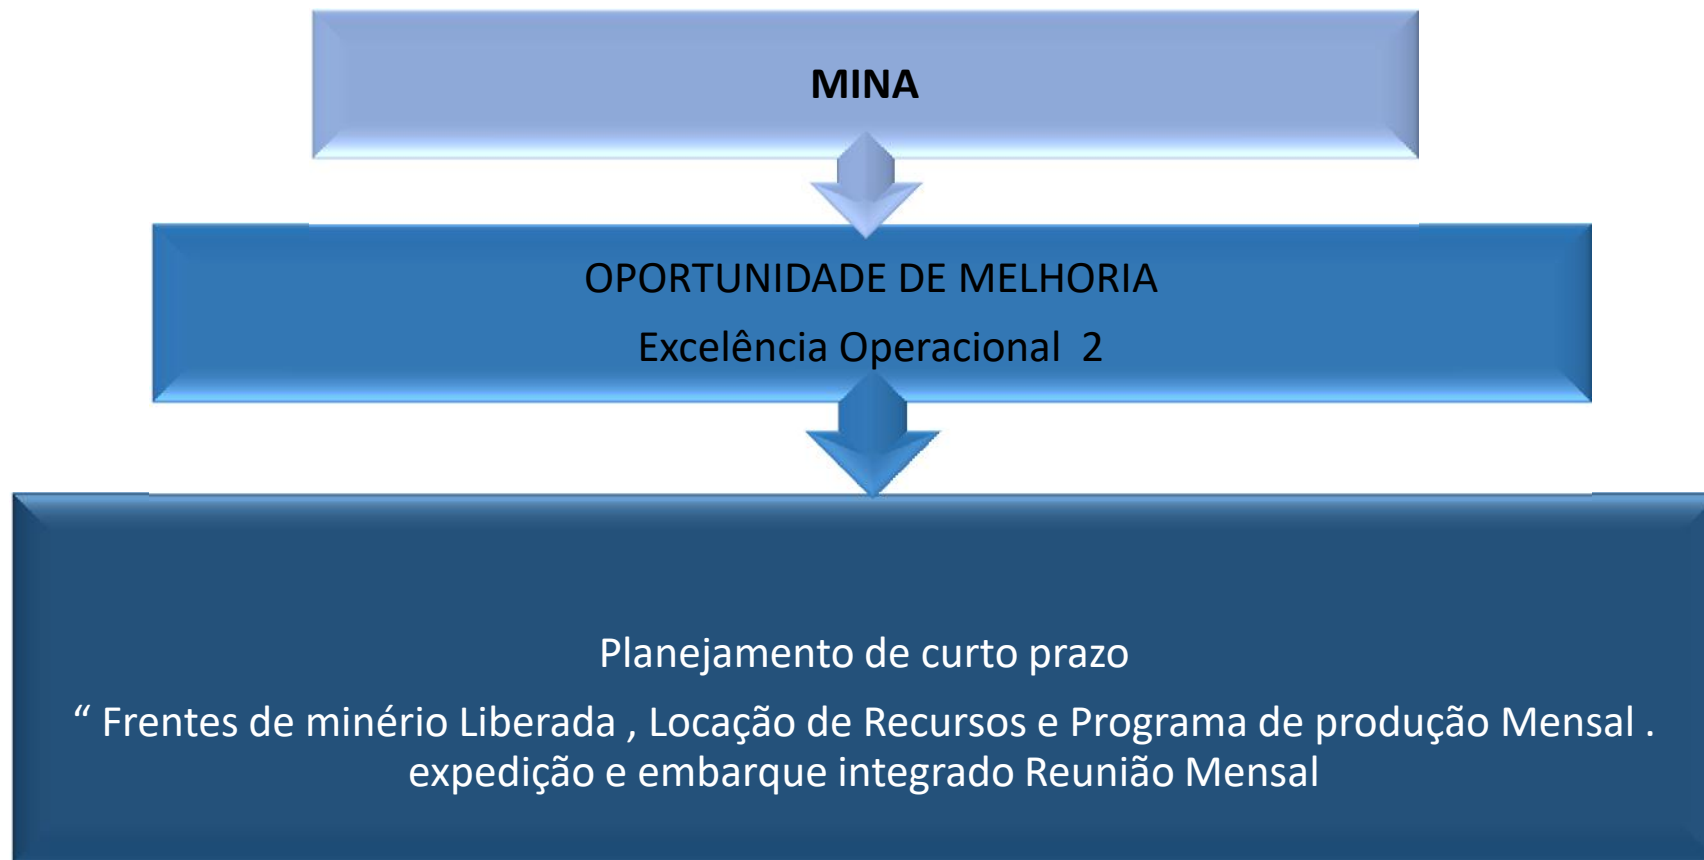 MINA
OPORTUNIDADE DE MELHORIA
Excelência Operacional 2
Planejamento de curto prazo
“ Frentes de minério Liberada , Locação de Recursos e Programa de produção Mensal .
expedição e embarque integrado Reunião Mensal